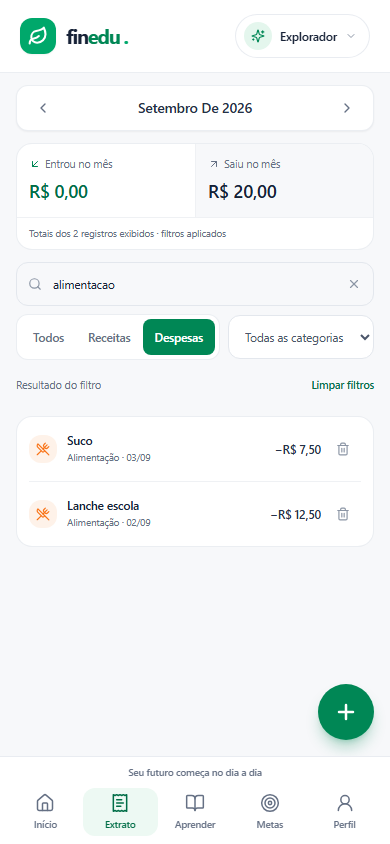 finedu.
Explorador
Setembro De 2026
Entrou no mês
Saiu no mês
R$ 0,00
R$ 20,00
Totais dos 2 registros exibidos · filtros aplicados
alimentacao
Todos
Receitas
Despesas
Todas as categorias
Resultado do filtro
Limpar filtros
Suco
Alimentação · 03/09
−R$ 7,50
Lanche escola
Alimentação · 02/09
−R$ 12,50
Seu futuro começa no dia a dia
Início
Extrato
Aprender
Metas
Perfil